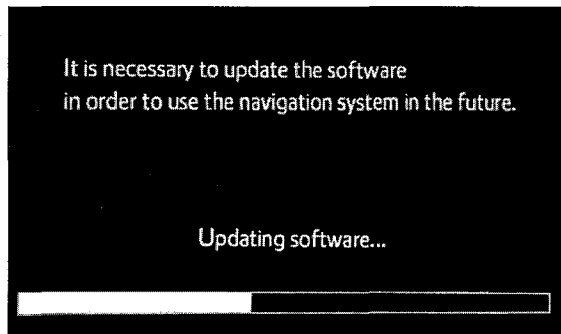 It is necessary to update the software
in order to use the navigation system in the future.
Updating software...